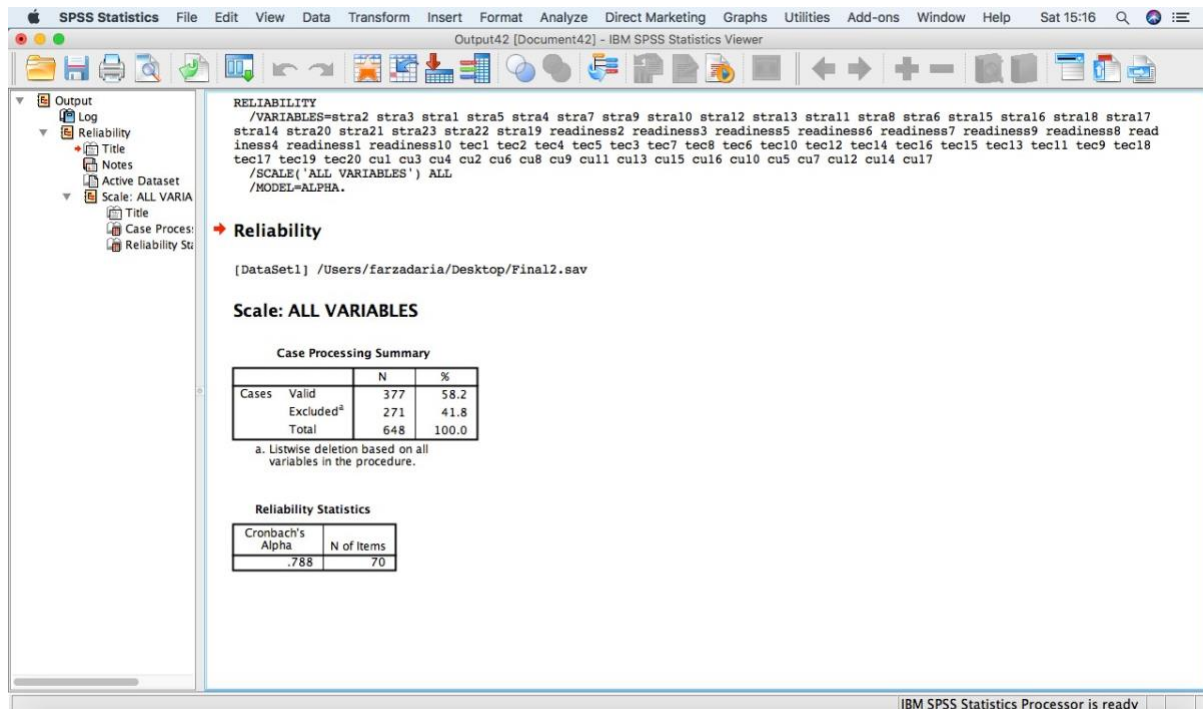 SPSS Statistics File Edit View Data Transform Insert Format Analyze Direct Marketing Graphs Utilities Add-ons Window Help Sat 15:16
Output42 [Document42] - IBM SPSS Statistics Viewer
Output
Log
Reliability
Title
Notes
Active Dataset
Scale: ALL VARIA
Title
Case Process
Reliability Sta
RELIABILITY
/VARIABLES=stra2 stra3 stra1 stra5 stra4 stra7 stra9 stra10 stra12 stra13 stra11 stra8 stra6 stra15 stra16 stra18 stra17
stra14 stra20 stra21 stra23 stra22 stra19 readiness2 readiness3 readiness5 readiness6 readiness7 readiness9 readiness8 read
iness4 readiness1 readiness10 tec1 tec2 tec4 tec5 tec3 tec7 tec8 tec6 tec10 tec12 tec14 tec16 tec15 tec13 tec11 tec9 tec18
tec17 tec19 tec20 cu1 cu3 cu4 cu2 cu6 cu8 cu9 cu11 cu13 cu15 cu16 cu10 cu5 cu7 cu12 cu14 cu17
/SCALE('ALL VARIABLES') ALL
/MODEL=ALPHA.
Reliability
[DataSet1] /Users/farzadaria/Desktop/Final2.sav
Scale: ALL VARIABLES
Case Processing Summary
N %
Cases Valid 377 58.2
Excludedᵃ 271 41.8
Total 648 100.0
a. Listwise deletion based on all
variables in the procedure.
Reliability Statistics
Cronbach's
Alpha N of Items
.788 70
IBM SPSS Statistics Processor is ready